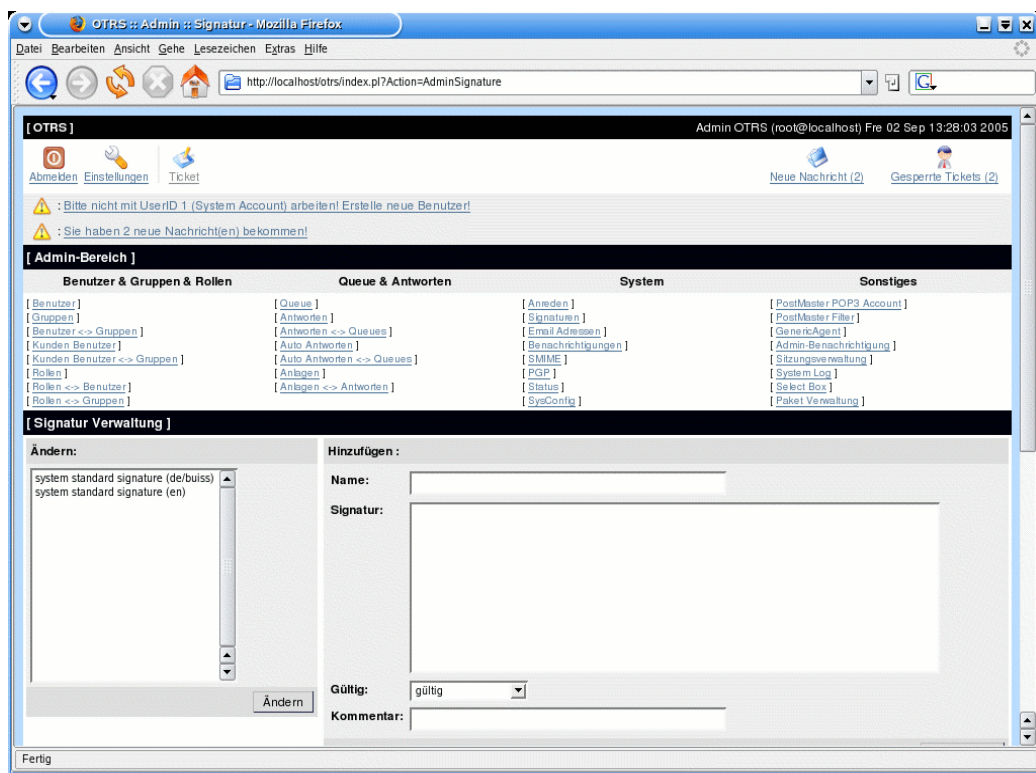 OTRS :: Admin :: Signatur - Mozilla Firefox
Datei Bearbeiten Ansicht Gehe Lesezeichen Extras Hilfe
http://localhost/otrs/index.pl?Action=AdminSignature
G
[ OTRS ] Admin OTRS (root@localhost) Fre 02 Sep 13:28:03 2005
Abmelden Einstellungen Ticket Neue Nachricht (2) Gesperrte Tickets (2)
: Bitte nicht mit UserID 1 (System Account) arbeiten! Erstelle neue Benutzer!
: Sie haben 2 neue Nachricht(en) bekommen!
[ Admin-Bereich ]
Benutzer & Gruppen & Rollen Queue & Antworten System Sonstiges
[ Benutzer ] [ Queue ] [ Anreden ] [ PostMaster POP3 Account ]
[ Gruppen ] [ Antworten ] [ Signaturen ] [ PostMaster Filter ]
[ Benutzer <-> Gruppen ] [ Antworten <-> Queues ] [ Email Adressen ] [ GenericAgent ]
[ Kunden Benutzer ] [ Auto Antworten ] [ Benachrichtigungen ] [ Admin-Benachrichtigung ]
[ Kunden Benutzer <-> Gruppen ] [ Auto Antworten <-> Queues ] [ SMIME ] [ Sitzungsverwaltung ]
[ Rollen ] [ Anlagen ] [ PGP ] [ System Log ]
[ Rollen <-> Benutzer ] [ Anlagen <-> Antworten ] [ Status ] [ Select Box ]
[ Rollen <-> Gruppen ] [ SysConfig ] [ Paket Verwaltung ]
[ Signatur Verwaltung ]
Ändern: Hinzufügen :
system standard signature (de/buiss)
system standard signature (en)
Name:
Signatur:
Gültig: gültig
Ändern
Kommentar:
Fertig